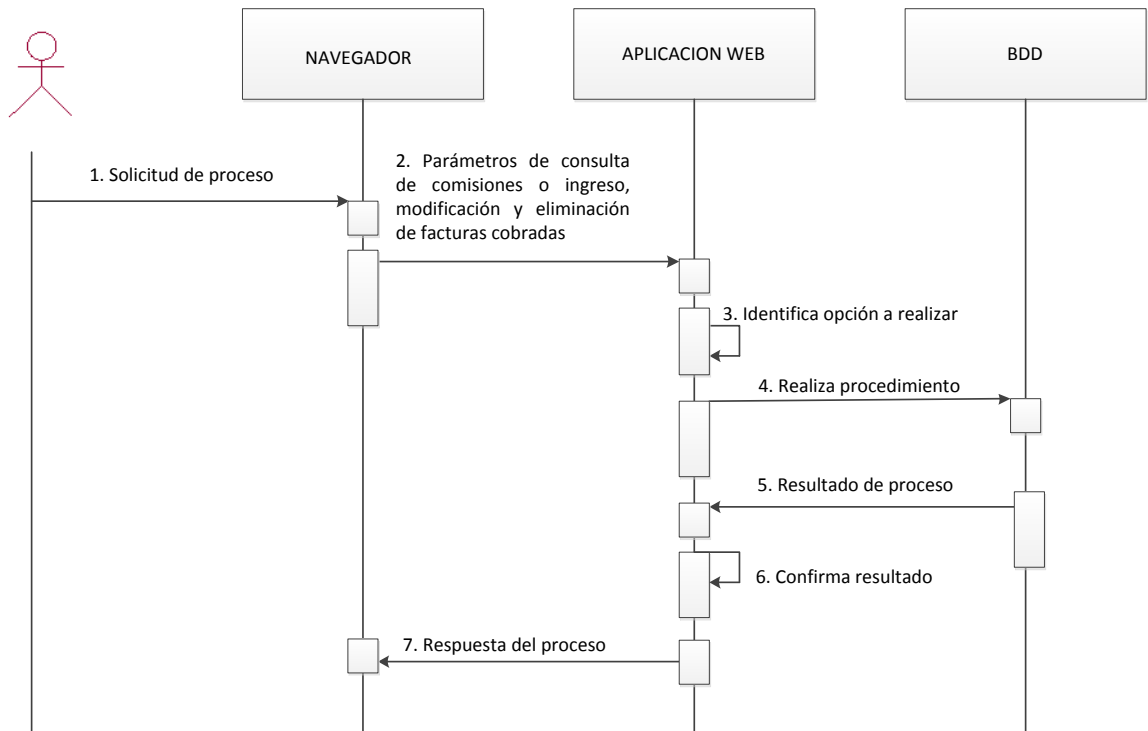 NAVEGADOR
APLICACION WEB
BDD
1. Solicitud de proceso
2. Parámetros de consulta
de comisiones o ingreso,
modificación y eliminación
de facturas cobradas
3. Identifica opción a realizar
4. Realiza procedimiento
5. Resultado de proceso
6. Confirma resultado
7. Respuesta del proceso